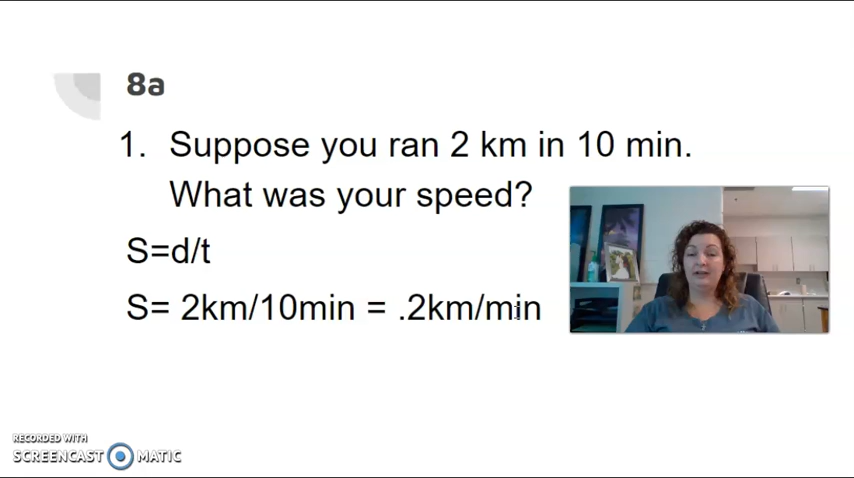 8a
1. Suppose you ran 2 km in 10 min.
What was your speed?
S=d/t
S= 2km/10min = .2km/min
RECORDED WITH
SCREENCAST MATIC